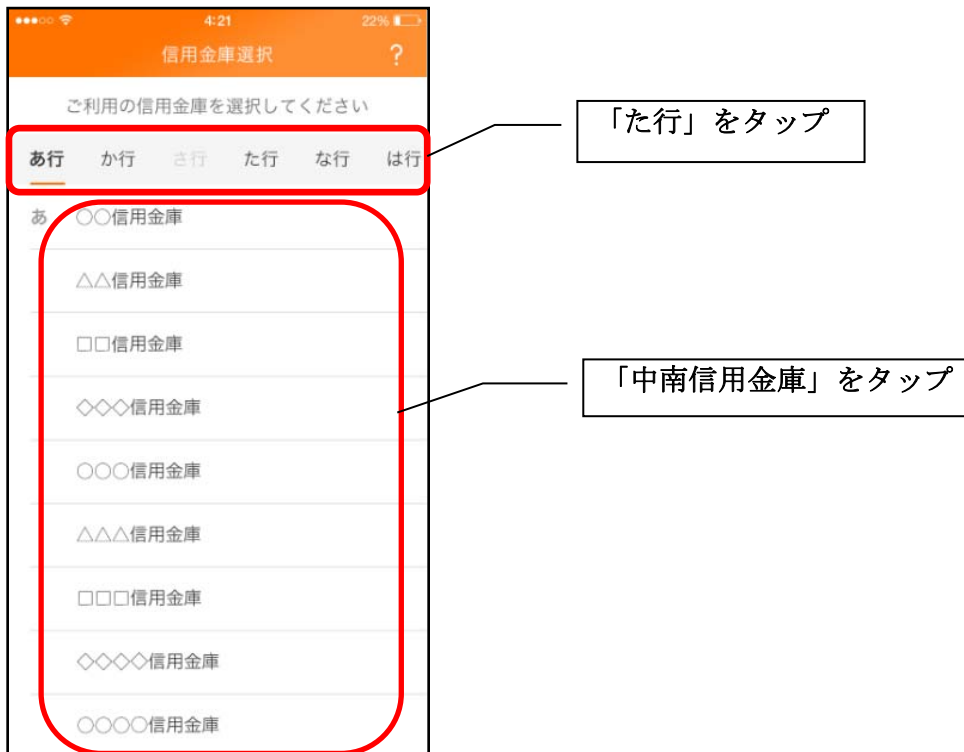 4:21 22%
信用金庫選択 ?
ご利用の信用金庫を選択してください
あ行 か行 さ行 た行 な行 は行
「た行」をタップ
あ ○○信用金庫
△△信用金庫
□□信用金庫
◇◇◇信用金庫
「中南信用金庫」をタップ
○○○信用金庫
△△△信用金庫
□□□信用金庫
◇◇◇◇信用金庫
○○○○信用金庫